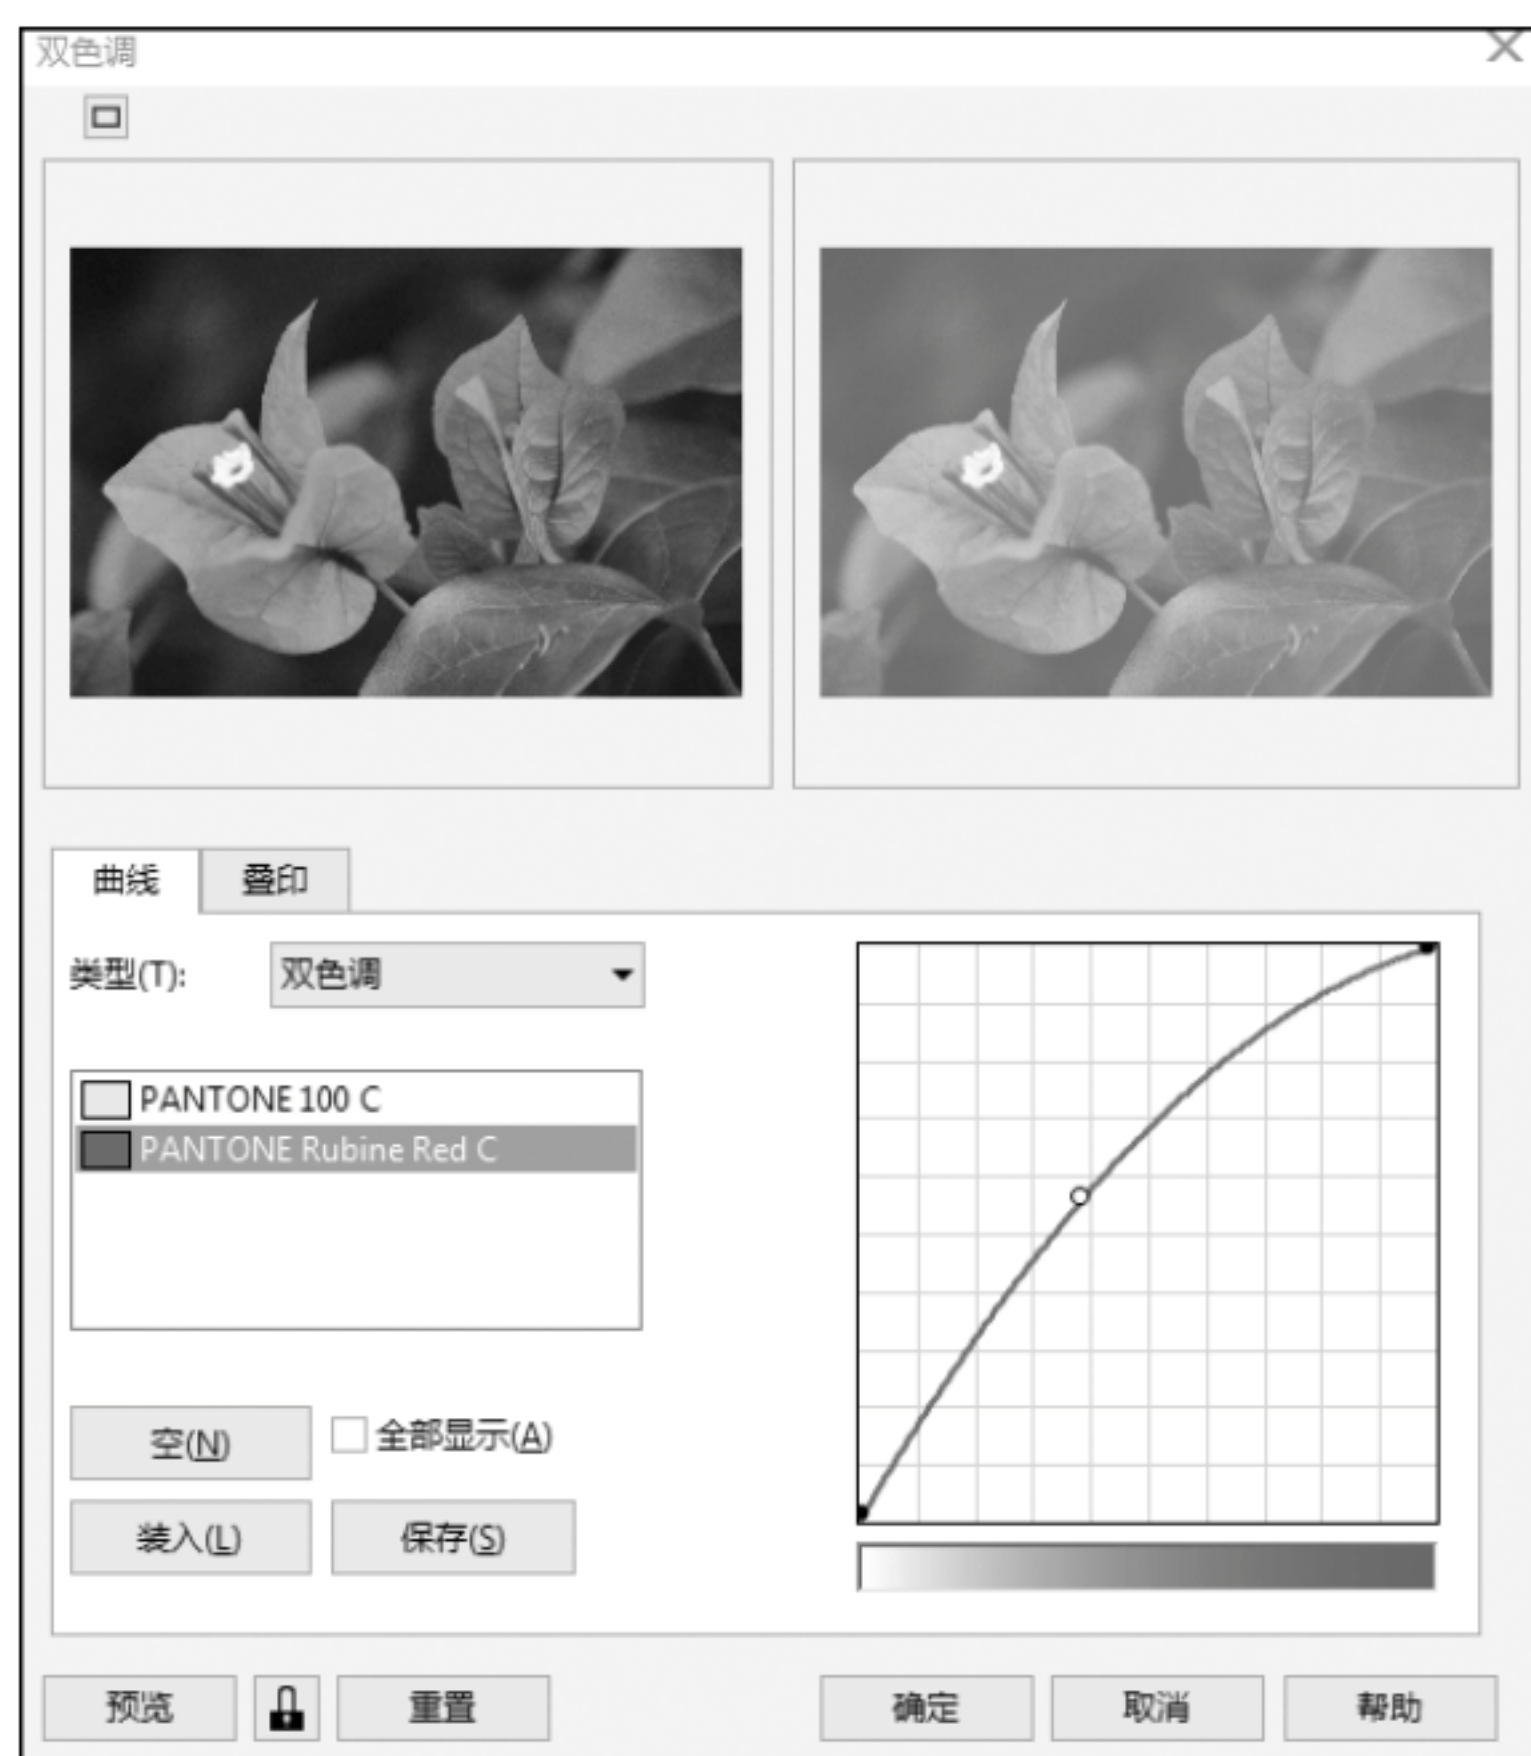 双色调
曲线 叠印
类型(T): 双色调
PANTONE 100 C
PANTONE Rubine Red C
空(N) 全部显示(A)
装入(L) 保存(S)
预览 重置 确定 取消 帮助